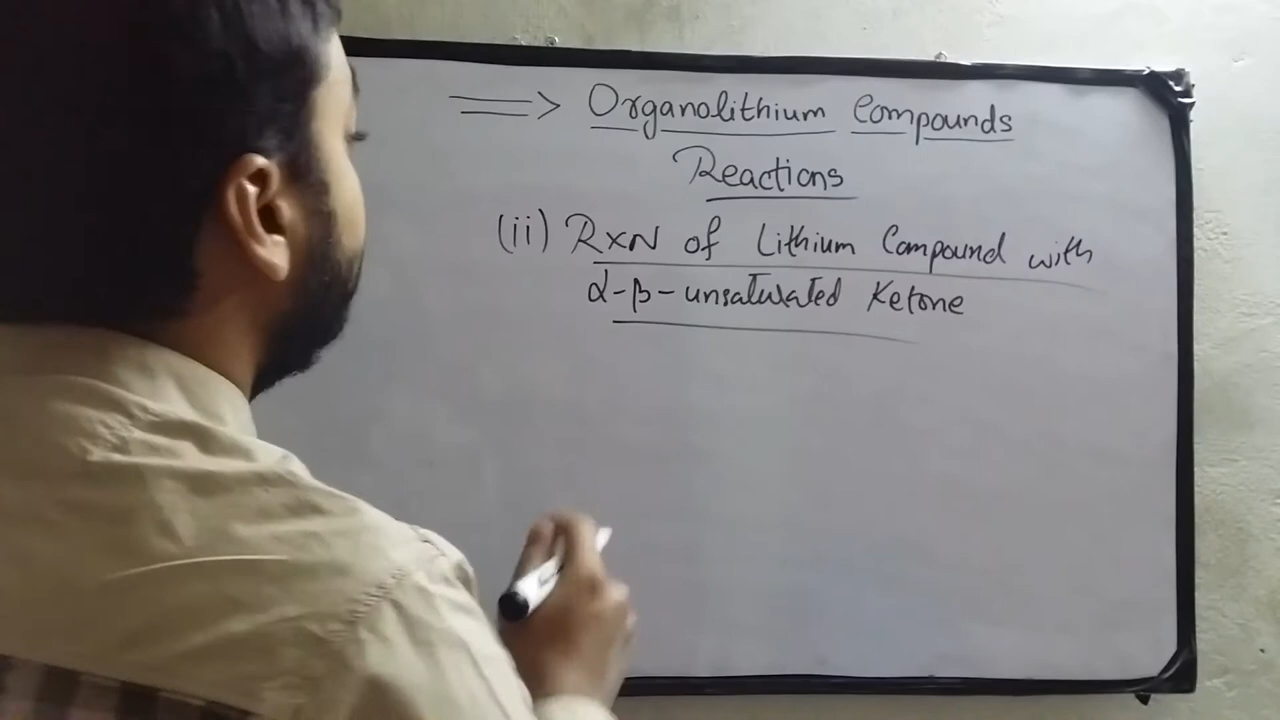 ⟹ Organolithium Compounds
Reactions
(ii) RXN of Lithium Compound with
α-β-unsaturated Ketone